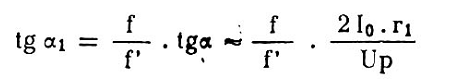 tg α₁ = f / f' · tgα ≈ f / f' · 2 I₀ . r₁ / Up